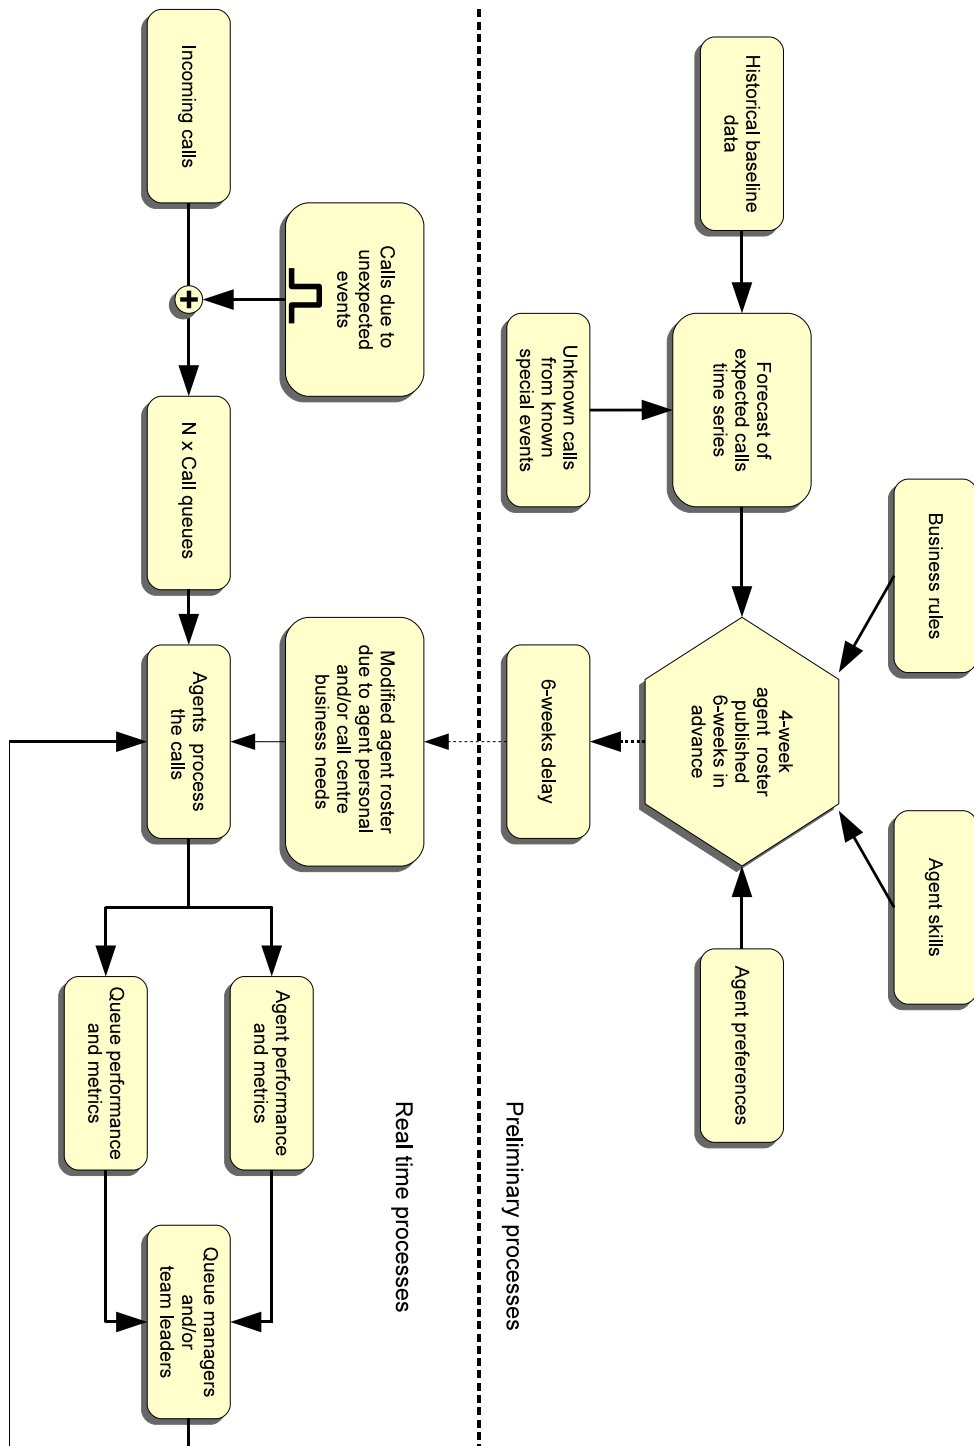 Business rules
Agent skills
Historical baseline
data
Forecast of
expected calls
time series
4-week
agent roster
published
6-weeks in
advance
Agent preferences
Unknown calls
from known
special events
6-weeks delay
Preliminary processes
Real time processes
Calls due to
unexpected
events
Modified agent roster
due to agent personal
and/or call centre
business needs
Agent performance
and metrics
Incoming calls
+
N x Call queues
Agents process
the calls
Queue managers
and/or
team leaders
Queue performance
and metrics